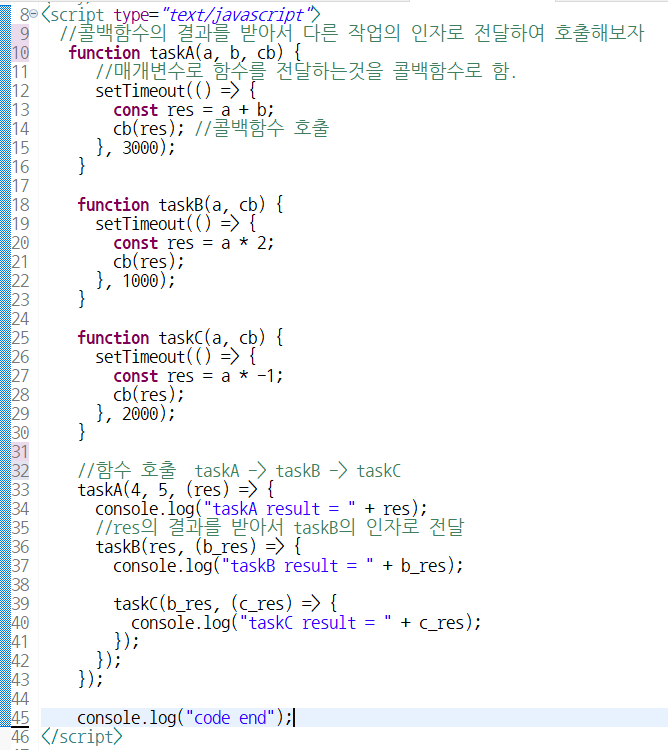 8 <script type="text/javascript">
9 //콜백함수의 결과를 받아서 다른 작업의 인자로 전달하여 호출해보자
10 function taskA(a, b, cb) {
11 //매개변수로 함수를 전달하는것을 콜백함수로 함.
12 setTimeout(() => {
13 const res = a + b;
14 cb(res); //콜백함수 호출
15 }, 3000);
16 }
17
18 function taskB(a, cb) {
19 setTimeout(() => {
20 const res = a * 2;
21 cb(res);
22 }, 1000);
23 }
24
25 function taskC(a, cb) {
26 setTimeout(() => {
27 const res = a * -1;
28 cb(res);
29 }, 2000);
30 }
31
32 //함수 호출 taskA -> taskB -> taskC
33 taskA(4, 5, (res) => {
34 console.log("taskA result = " + res);
35 //res의 결과를 받아서 taskB의 인자로 전달
36 taskB(res, (b_res) => {
37 console.log("taskB result = " + b_res);
38
39 taskC(b_res, (c_res) => {
40 console.log("taskC result = " + c_res);
41 });
42 });
43 });
44
45 console.log("code end");
46 </script>